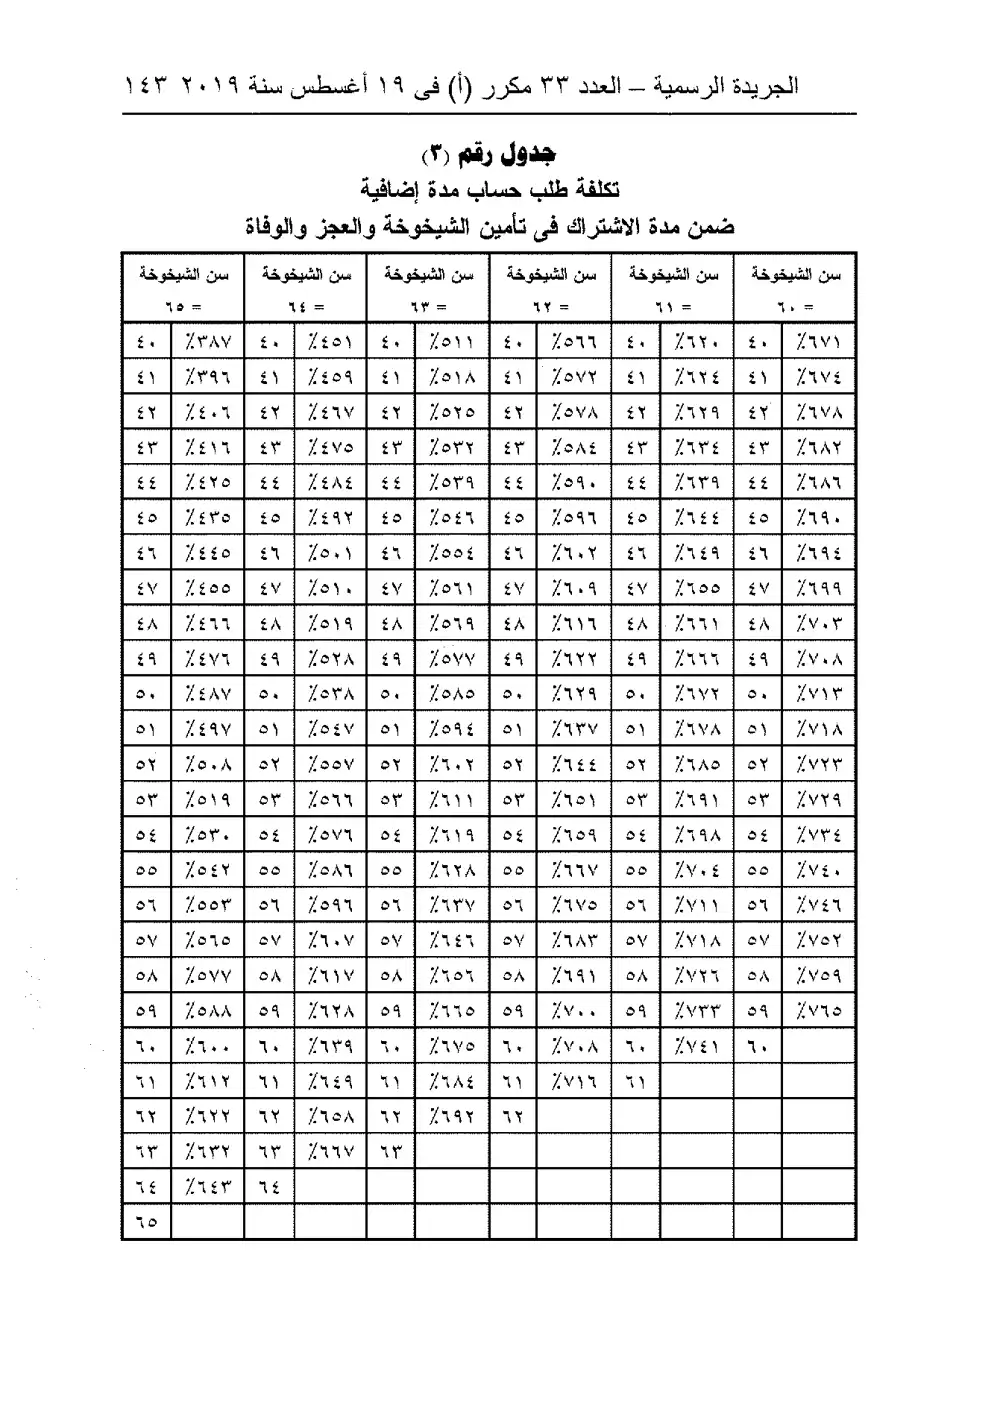 الجريدة الرسمية – العدد ٣٣ مكرر (أ) فى ١٩ أغسطس سنة ٢٠١٩ ١٤٣
جدول رقم (٣)
تكلفة طلب حساب مدة إضافية
ضمن مدة الاشتراك فى تأمين الشيخوخة والعجز والوفاة
سن الشيخوخة سن الشيخوخة سن الشيخوخة سن الشيخوخة سن الشيخوخة سن الشيخوخة
= ٦٠ = ٦١ = ٦٢ = ٦٣ = ٦٤ = ٦٥
٦٧١٪ ٤٠ ٦٢٠٪ ٤٠ ٥٦٦٪ ٤٠ ٥١١٪ ٤٠ ٤٥١٪ ٤٠ ٣٨٧٪ ٤٠
٦٧٤٪ ٤١ ٦٢٤٪ ٤١ ٥٧٢٪ ٤١ ٥١٨٪ ٤١ ٤٥٩٪ ٤١ ٣٩٦٪ ٤١
٦٧٨٪ ٤٢ ٦٢٩٪ ٤٢ ٥٧٨٪ ٤٢ ٥٢٥٪ ٤٢ ٤٦٧٪ ٤٢ ٤٠٦٪ ٤٢
٦٨٢٪ ٤٣ ٦٣٤٪ ٤٣ ٥٨٤٪ ٤٣ ٥٣٢٪ ٤٣ ٤٧٥٪ ٤٣ ٤١٦٪ ٤٣
٦٨٦٪ ٤٤ ٦٣٩٪ ٤٤ ٥٩٠٪ ٤٤ ٥٣٩٪ ٤٤ ٤٨٤٪ ٤٤ ٤٢٥٪ ٤٤
٦٩٠٪ ٤٥ ٦٤٤٪ ٤٥ ٥٩٦٪ ٤٥ ٥٤٦٪ ٤٥ ٤٩٢٪ ٤٥ ٤٣٥٪ ٤٥
٦٩٤٪ ٤٦ ٦٤٩٪ ٤٦ ٦٠٢٪ ٤٦ ٥٥٤٪ ٤٦ ٥٠١٪ ٤٦ ٤٤٥٪ ٤٦
٦٩٩٪ ٤٧ ٦٥٥٪ ٤٧ ٦٠٩٪ ٤٧ ٥٦١٪ ٤٧ ٥١٠٪ ٤٧ ٤٥٥٪ ٤٧
٧٠٣٪ ٤٨ ٦٦١٪ ٤٨ ٦١٦٪ ٤٨ ٥٦٩٪ ٤٨ ٥١٩٪ ٤٨ ٤٦٦٪ ٤٨
٧٠٨٪ ٤٩ ٦٦٦٪ ٤٩ ٦٢٢٪ ٤٩ ٥٧٧٪ ٤٩ ٥٢٨٪ ٤٩ ٤٧٦٪ ٤٩
٧١٣٪ ٥٠ ٦٧٢٪ ٥٠ ٦٢٩٪ ٥٠ ٥٨٥٪ ٥٠ ٥٣٨٪ ٥٠ ٤٨٧٪ ٥٠
٧١٨٪ ٥١ ٦٧٨٪ ٥١ ٦٣٧٪ ٥١ ٥٩٤٪ ٥١ ٥٤٧٪ ٥١ ٤٩٧٪ ٥١
٧٢٣٪ ٥٢ ٦٨٥٪ ٥٢ ٦٤٤٪ ٥٢ ٦٠٢٪ ٥٢ ٥٥٧٪ ٥٢ ٥٠٨٪ ٥٢
٧٢٩٪ ٥٣ ٦٩١٪ ٥٣ ٦٥١٪ ٥٣ ٦١١٪ ٥٣ ٥٦٦٪ ٥٣ ٥١٩٪ ٥٣
٧٣٤٪ ٥٤ ٦٩٨٪ ٥٤ ٦٥٩٪ ٥٤ ٦١٩٪ ٥٤ ٥٧٦٪ ٥٤ ٥٣٠٪ ٥٤
٧٤٠٪ ٥٥ ٧٠٤٪ ٥٥ ٦٦٧٪ ٥٥ ٦٢٨٪ ٥٥ ٥٨٦٪ ٥٥ ٥٤٢٪ ٥٥
٧٤٦٪ ٥٦ ٧١١٪ ٥٦ ٦٧٥٪ ٥٦ ٦٣٧٪ ٥٦ ٥٩٦٪ ٥٦ ٥٥٣٪ ٥٦
٧٥٢٪ ٥٧ ٧١٨٪ ٥٧ ٦٨٣٪ ٥٧ ٦٤٦٪ ٥٧ ٦٠٧٪ ٥٧ ٥٦٥٪ ٥٧
٧٥٩٪ ٥٨ ٧٢٦٪ ٥٨ ٦٩١٪ ٥٨ ٦٥٦٪ ٥٨ ٦١٧٪ ٥٨ ٥٧٧٪ ٥٨
٧٦٥٪ ٥٩ ٧٣٣٪ ٥٩ ٧٠٠٪ ٥٩ ٦٦٥٪ ٥٩ ٦٢٨٪ ٥٩ ٥٨٨٪ ٥٩
٦٠ ٧٤١٪ ٦٠ ٧٠٨٪ ٦٠ ٦٧٥٪ ٦٠ ٦٣٩٪ ٦٠ ٦٠٠٪ ٦٠
٦١ ٧١٦٪ ٦١ ٦٨٤٪ ٦١ ٦٤٩٪ ٦١ ٦١٢٪ ٦١
٦٢ ٦٩٢٪ ٦٢ ٦٥٨٪ ٦٢ ٦٢٢٪ ٦٢
٦٣ ٦٦٧٪ ٦٣ ٦٣٢٪ ٦٣
٦٤ ٦٤٣٪ ٦٤
٦٥